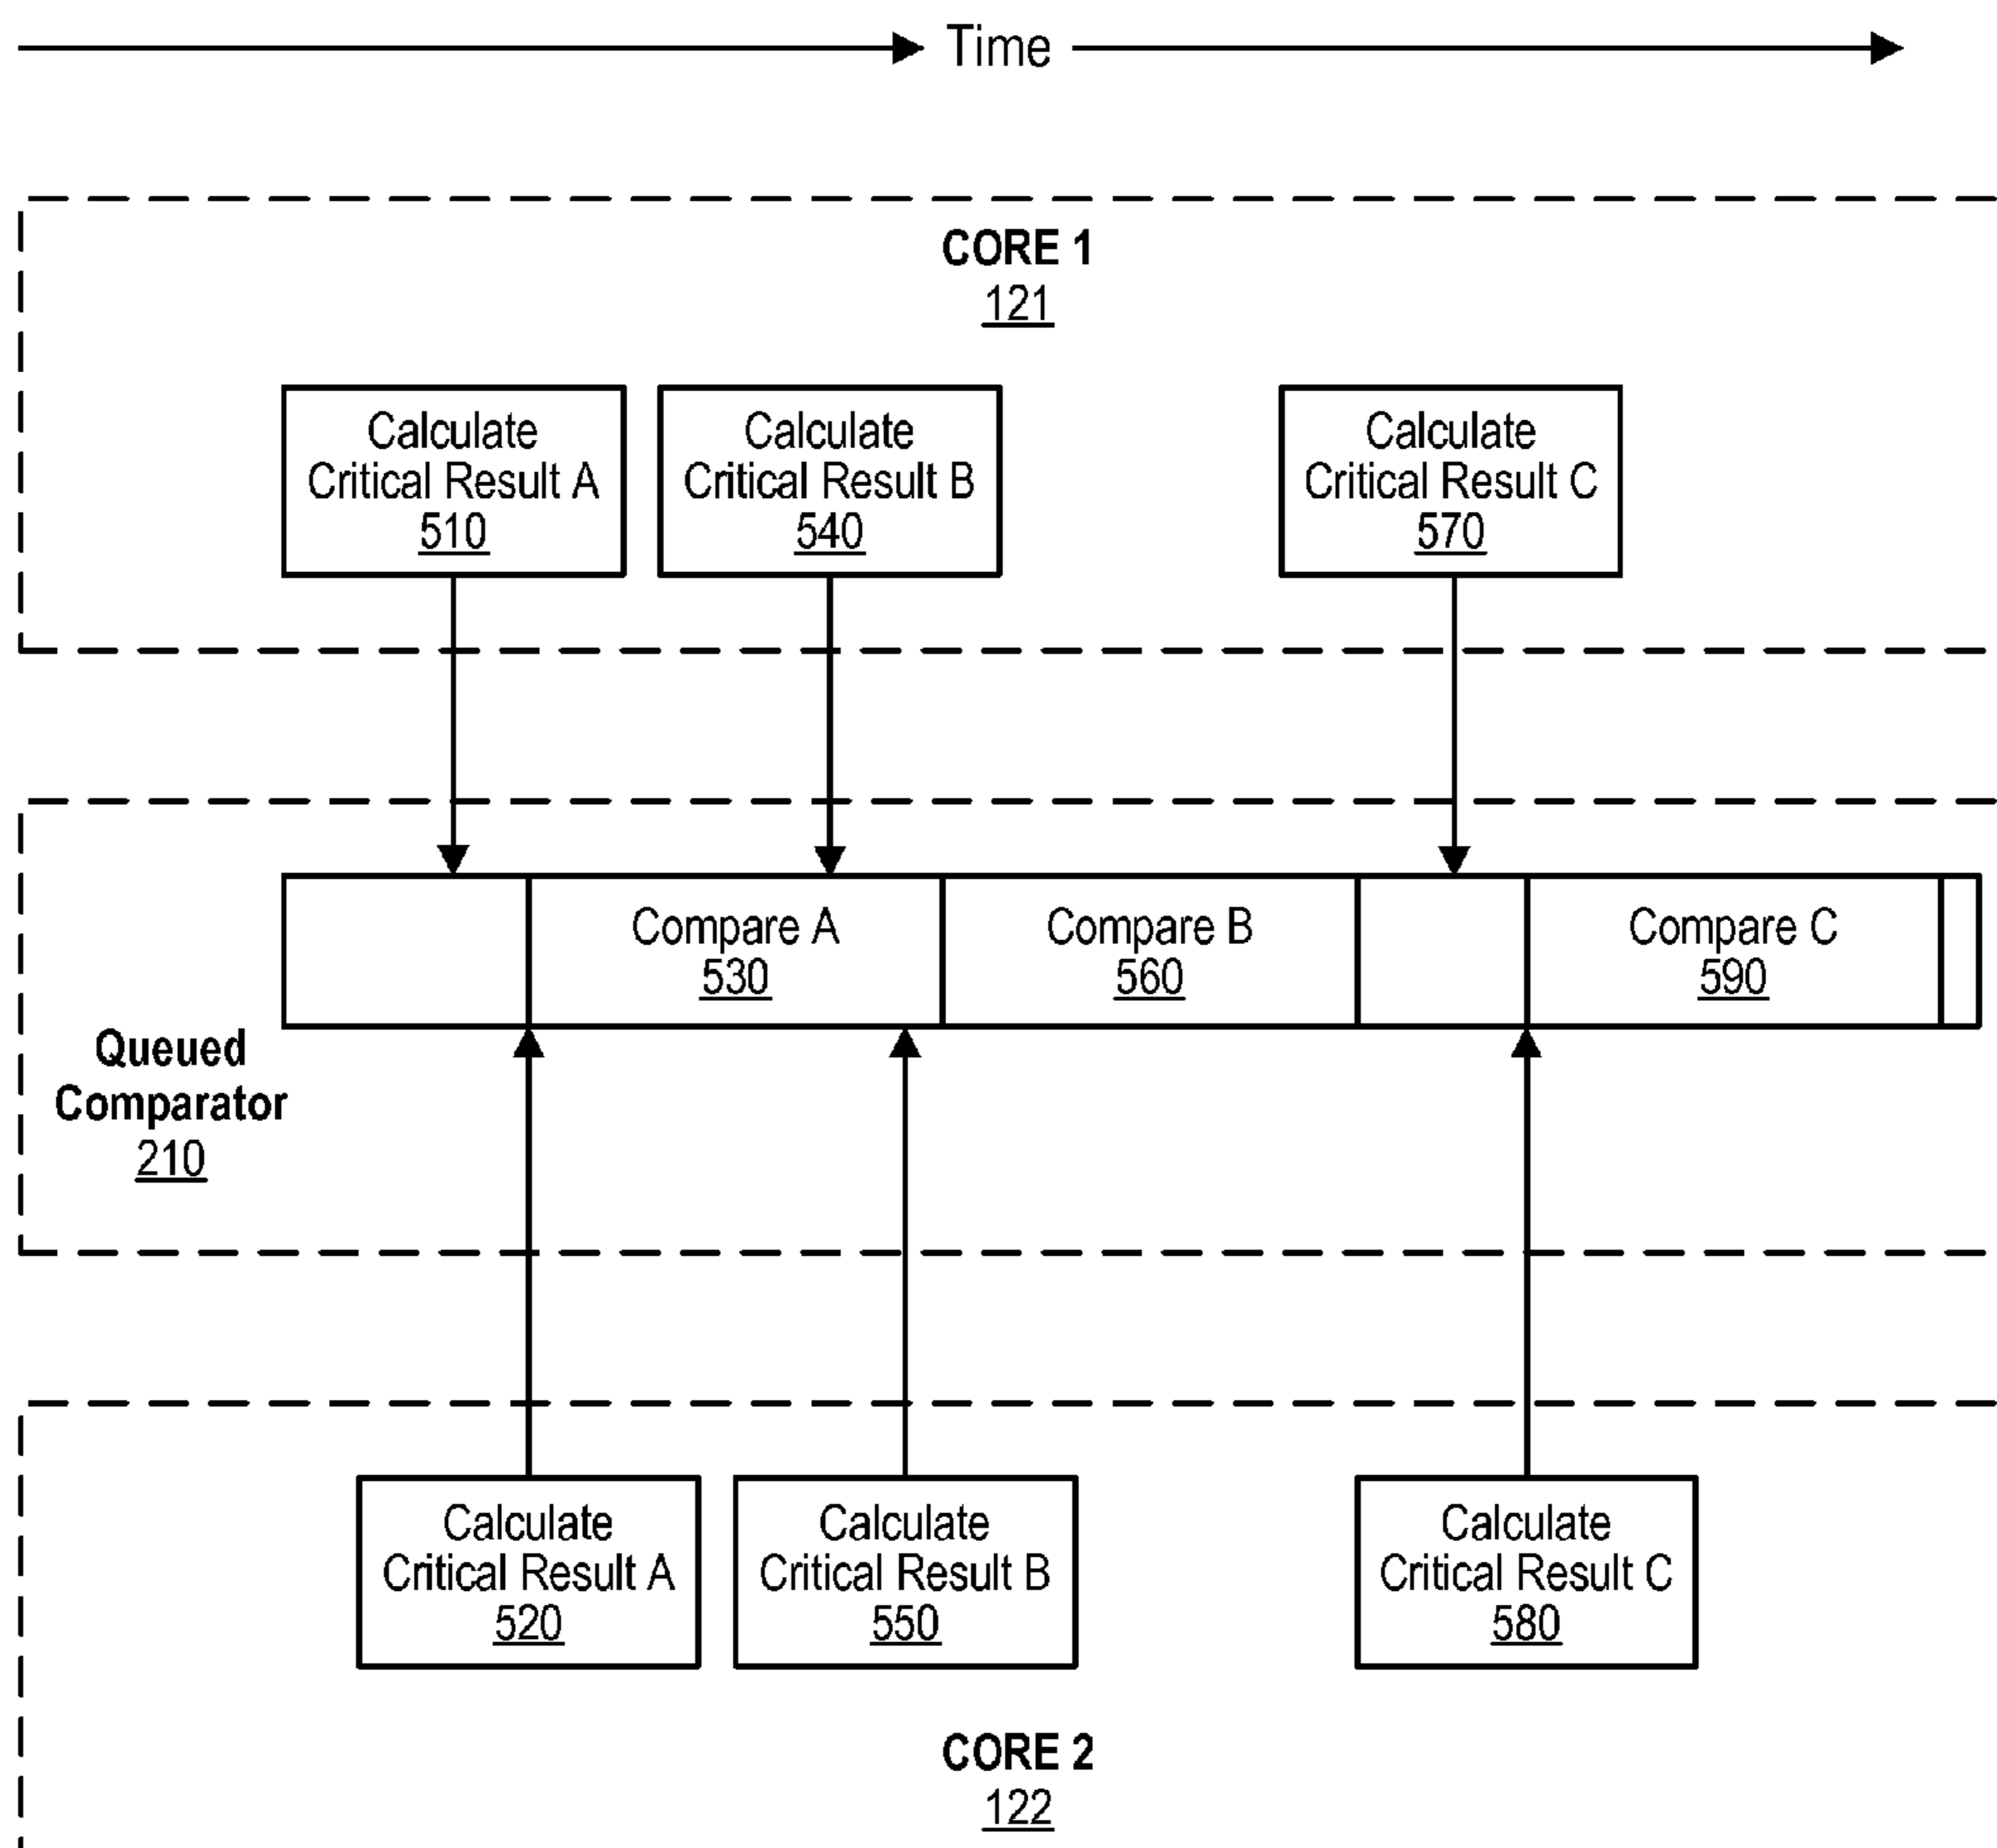 Time
CORE 1
121
Calculate
Critical Result A
510
Calculate
Critical Result B
540
Calculate
Critical Result C
570
Compare A
530
Compare B
560
Compare C
590
Queued
Comparator
210
Calculate
Critical Result A
520
Calculate
Critical Result B
550
Calculate
Critical Result C
580
CORE 2
122